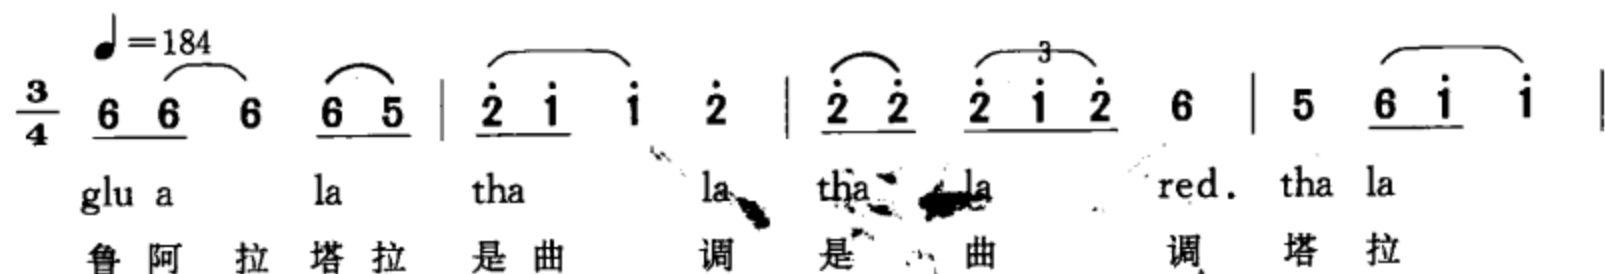 ♩=184
3/4 6 6 6 6 5 | 2̇ 1̇ 1̇ 2̇ | 2̇ 2̇ 2̇ 1̇ 2̇ 6 | 5 6 1̇ 1̇ |
3
glu a la tha la tha la red. tha la
鲁 阿 拉 塔 拉 是 曲 调 是 曲 调 塔 拉